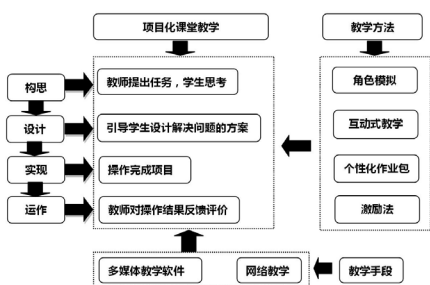 项目化课堂教学
教学方法
构思
教师提出任务，学生思考
角色模拟
设计
引导学生设计解决问题的方案
互动式教学
实现
操作完成项目
个性化作业包
运作
教师对操作结果反馈评价
激励法
多媒体教学软件
网络教学
教学手段